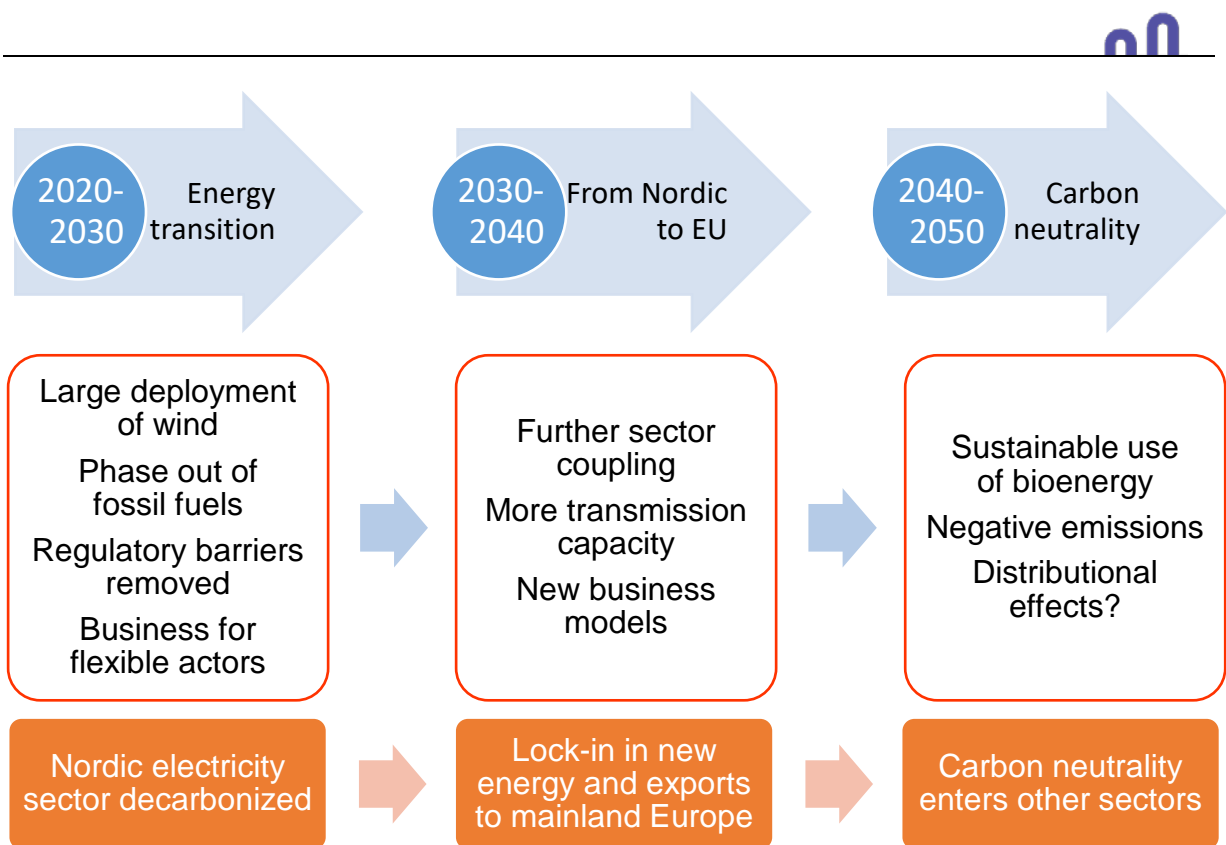 2020-
2030
Energy
transition
2030-
2040
From Nordic
to EU
2040-
2050
Carbon
neutrality
Large deployment
of wind
Phase out of
fossil fuels
Regulatory barriers
removed
Business for
flexible actors
Further sector
coupling
More transmission
capacity
New business
models
Sustainable use
of bioenergy
Negative emissions
Distributional
effects?
Nordic electricity
sector decarbonized
Lock-in in new
energy and exports
to mainland Europe
Carbon neutrality
enters other sectors